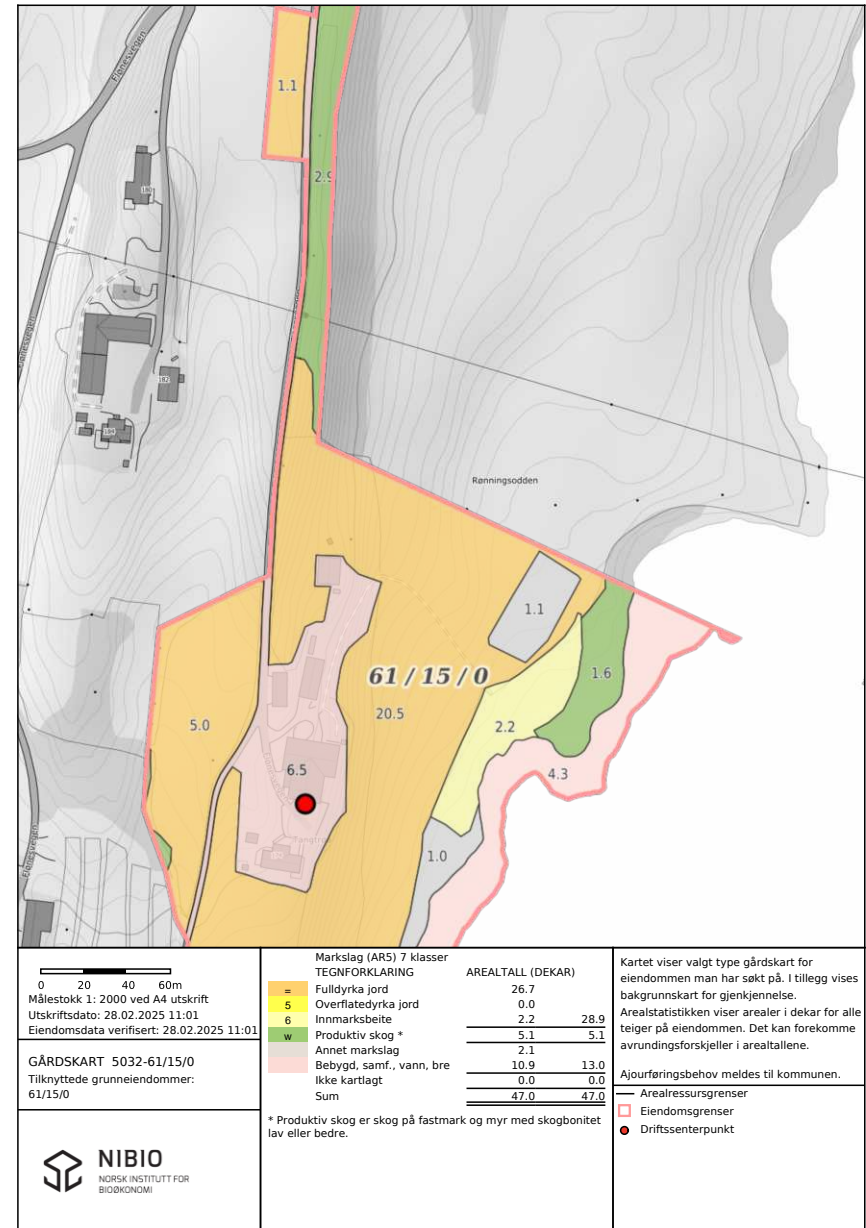 Fjønesvegen
1.1
180
2.9
Fjønesvegen
182
184
Rønningsodden
1.1
61 / 15 / 0
1.6
5.0
20.5
2.2
6.5
4.3
1.0
Fjønesvegen
0 20 40 60m
Målestokk 1: 2000 ved A4 utskrift
Utskriftsdato: 28.02.2025 11:01
Eiendomsdata verifisert: 28.02.2025 11:01
GÅRDSKART 5032-61/15/0
Tilknyttede grunneiendommer:
61/15/0
NIBIO
NORSK INSTITUTT FOR
BIOØKONOMI
Markslag (AR5) 7 klasser
TEGNFORKLARING AREALTALL (DEKAR)
= Fulldyrka jord 26.7
5 Overflatedyrka jord 0.0
6 Innmarksbeite 2.2 28.9
w Produktiv skog * 5.1 5.1
Annet markslag 2.1
Bebygd, samf., vann, bre 10.9 13.0
Ikke kartlagt 0.0 0.0
Sum 47.0 47.0
* Produktiv skog er skog på fastmark og myr med skogbonitet
lav eller bedre.
Kartet viser valgt type gårdskart for
eiendommen man har søkt på. I tillegg vises
bakgrunnskart for gjenkjennelse.
Arealstatistikken viser arealer i dekar for alle
teiger på eiendommen. Det kan forekomme
avrundingsforskjeller i arealtallene.
Ajourføringsbehov meldes til kommunen.
Arealressursgrenser
Eiendomsgrenser
Driftssenterpunkt